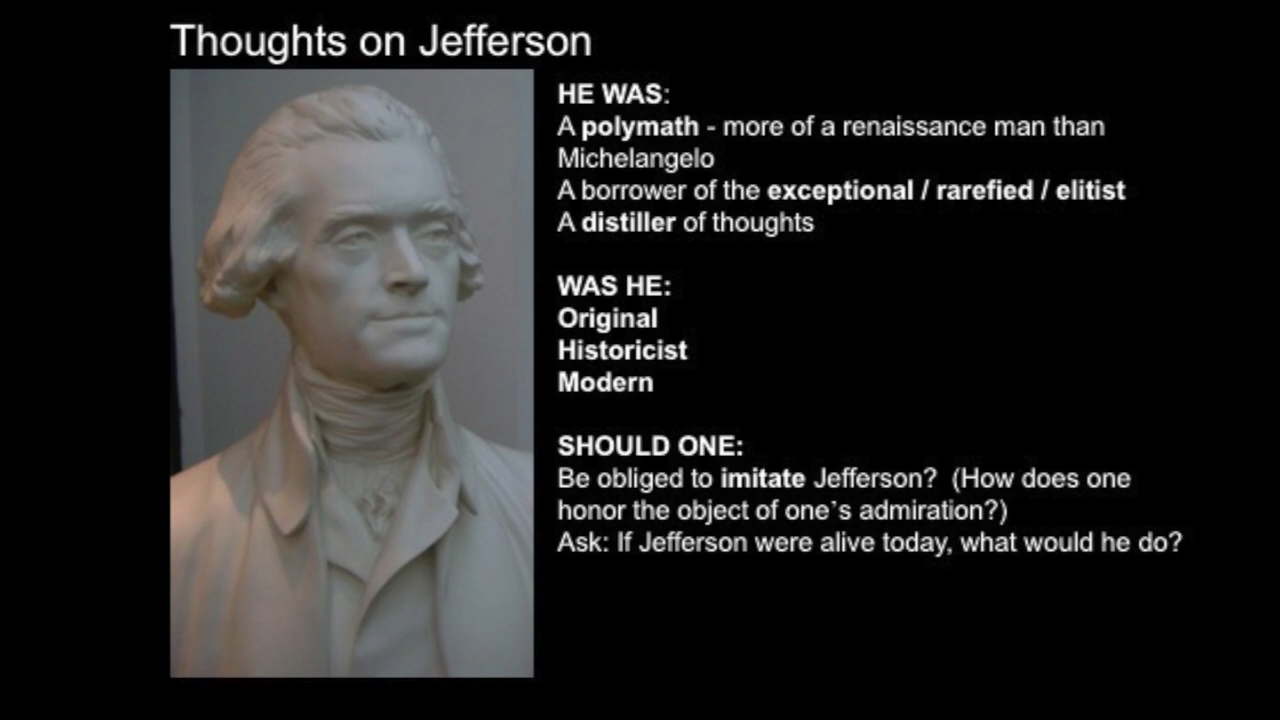 Thoughts on Jefferson
HE WAS:
A polymath - more of a renaissance man than
Michelangelo
A borrower of the exceptional / rarefied / elitist
A distiller of thoughts
WAS HE:
Original
Historicist
Modern
SHOULD ONE:
Be obliged to imitate Jefferson?  (How does one
honor the object of one’s admiration?)
Ask: If Jefferson were alive today, what would he do?